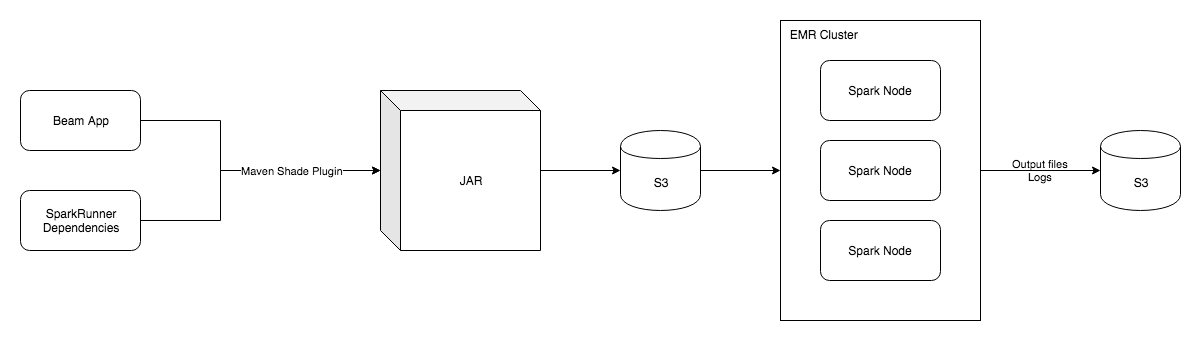 Beam App
SparkRunner
Dependencies
Maven Shade Plugin
JAR
S3
EMR Cluster
Spark Node
Spark Node
Spark Node
Output files
Logs
S3